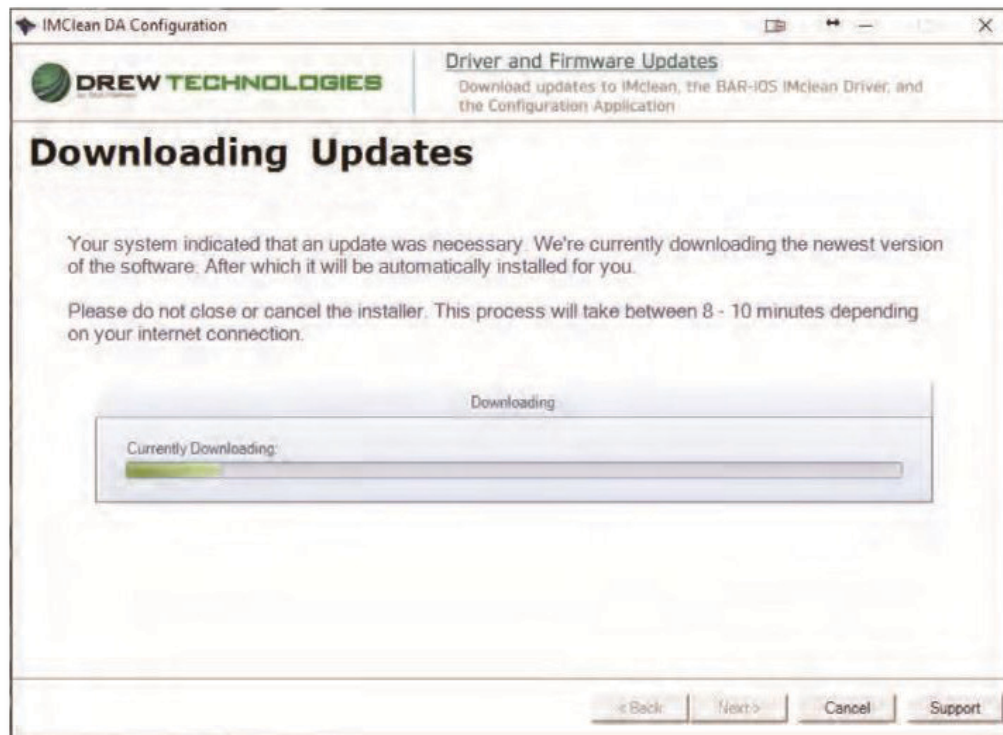 IMClean DA Configuration
DREW TECHNOLOGIES
Driver and Firmware Updates
Download updates to IMclean, the BAR-IOS IMclean Driver, and
the Configuration Application
Downloading Updates
Your system indicated that an update was necessary. We're currently downloading the newest version
of the software. After which it will be automatically installed for you.
Please do not close or cancel the installer. This process will take between 8 - 10 minutes depending
on your internet connection.
Downloading
Currently Downloading:
< Back
Next >
Cancel
Support